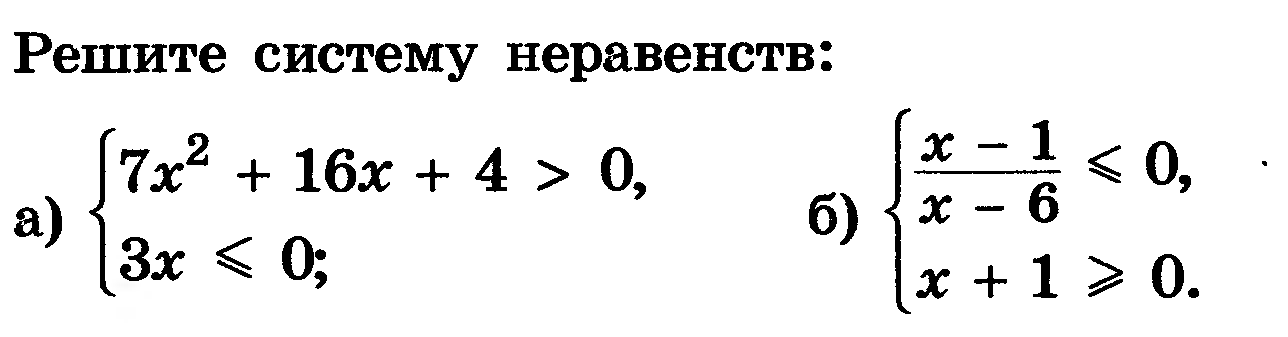 Решите систему неравенств:
а) { 7x² + 16x + 4 > 0, 3x ⩽ 0;
б) { (x − 1)/(x − 6) ⩽ 0, x + 1 ⩾ 0.